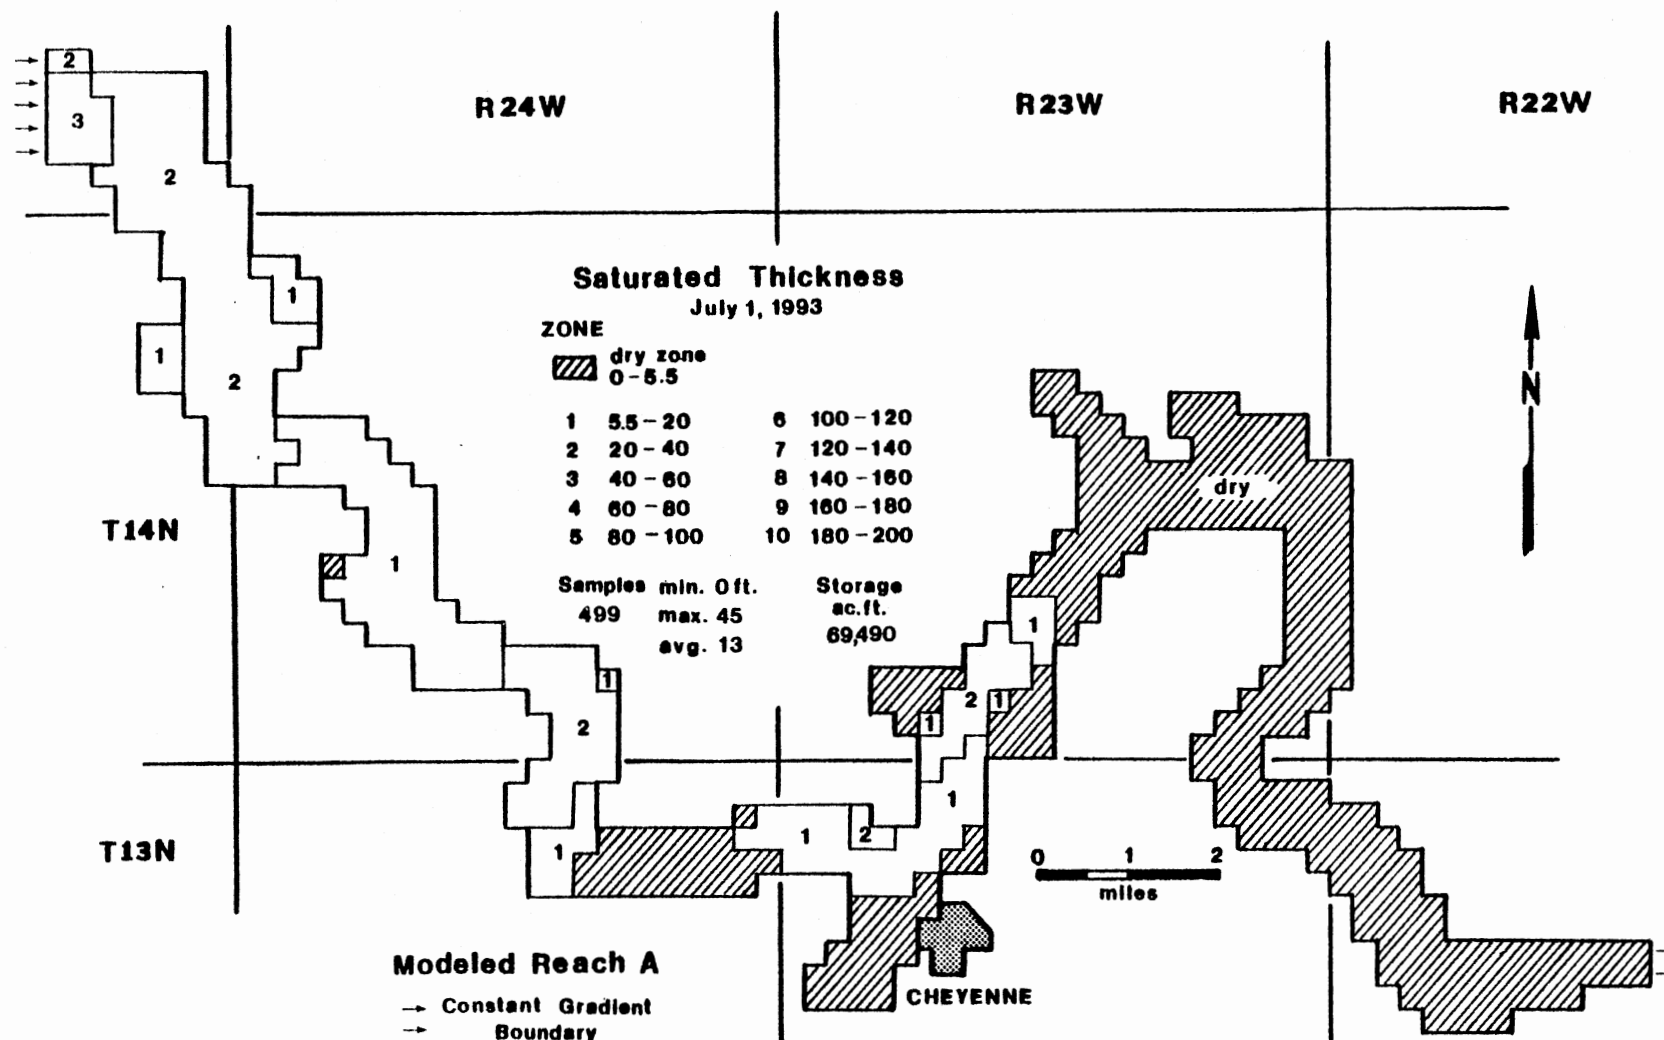 R24W
R23W
R22W
2
3
2
Saturated Thickness
July 1, 1993
1
ZONE
dry zone
0-5.5
1
2
N
1 5.5-20 6 100-120
2 20-40 7 120-140
3 40-60 8 140-160
4 60-80 9 160-180
5 80-100 10 180-200
dry
T14N
1
Samples min. 0 ft. Storage
499 max. 45 ac.ft.
avg. 13 69,490
1
1
2
1
1
2
1
T13N
1
1
2
0 1 2
miles
Modeled Reach A
→ Constant Gradient
→ Boundary
CHEYENNE